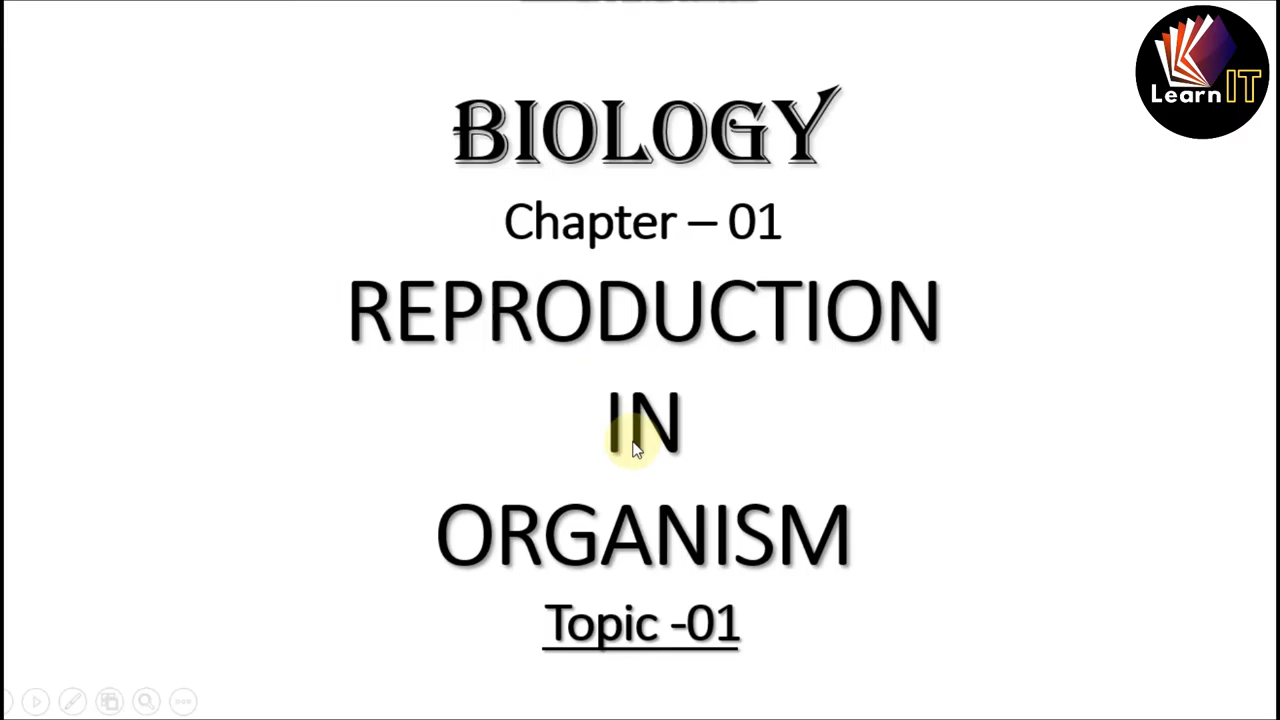 Learn IT
BIOLOGY
Chapter – 01
REPRODUCTION
IN
ORGANISM
Topic -01